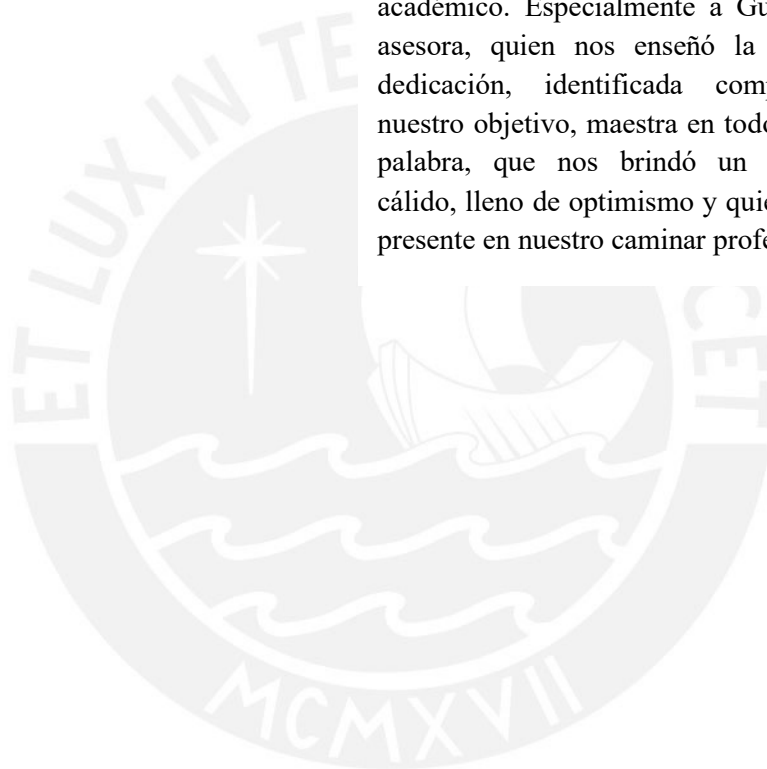 académico. Especialmente a
asesora, quien nos enseñó la
dedicación, identificada
nuestro objetivo, maestra en
palabra, que nos brindó un
cálido, lleno de optimismo y
presente en nuestro caminar
ET LUX IN
MCMXVII